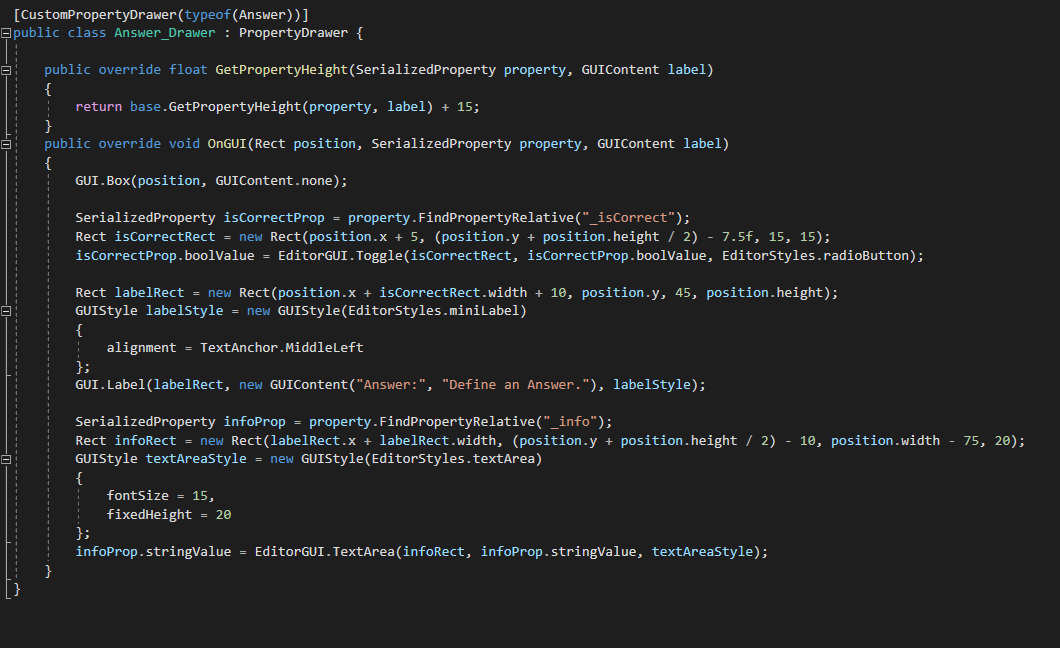 [CustomPropertyDrawer(typeof(Answer))]
public class Answer_Drawer : PropertyDrawer {
public override float GetPropertyHeight(SerializedProperty property, GUIContent label)
{
return base.GetPropertyHeight(property, label) + 15;
}
public override void OnGUI(Rect position, SerializedProperty property, GUIContent label)
{
GUI.Box(position, GUIContent.none);
SerializedProperty isCorrectProp = property.FindPropertyRelative("_isCorrect");
Rect isCorrectRect = new Rect(position.x + 5, (position.y + position.height / 2) - 7.5f, 15, 15);
isCorrectProp.boolValue = EditorGUI.Toggle(isCorrectRect, isCorrectProp.boolValue, EditorStyles.radioButton);
Rect labelRect = new Rect(position.x + isCorrectRect.width + 10, position.y, 45, position.height);
GUIStyle labelStyle = new GUIStyle(EditorStyles.miniLabel)
{
alignment = TextAnchor.MiddleLeft
};
GUI.Label(labelRect, new GUIContent("Answer:", "Define an Answer."), labelStyle);
SerializedProperty infoProp = property.FindPropertyRelative("_info");
Rect infoRect = new Rect(labelRect.x + labelRect.width, (position.y + position.height / 2) - 10, position.width - 75, 20);
GUIStyle textAreaStyle = new GUIStyle(EditorStyles.textArea)
{
fontSize = 15,
fixedHeight = 20
};
infoProp.stringValue = EditorGUI.TextArea(infoRect, infoProp.stringValue, textAreaStyle);
}
}